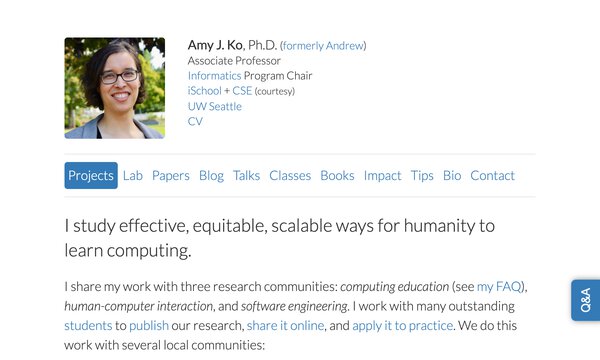 Amy J. Ko, Ph.D. (formerly Andrew)
Associate Professor
Informatics Program Chair
iSchool + CSE (courtesy)
UW Seattle
CV
Projects Lab Papers Blog Talks Classes Books Impact Tips Bio Contact
I study effective, equitable, scalable ways for humanity to
learn computing.
I share my work with three research communities: computing education (see my FAQ),
human-computer interaction, and software engineering. I work with many outstanding
students to publish our research, share it online, and apply it to practice. We do this
work with several local communities:
Q&A